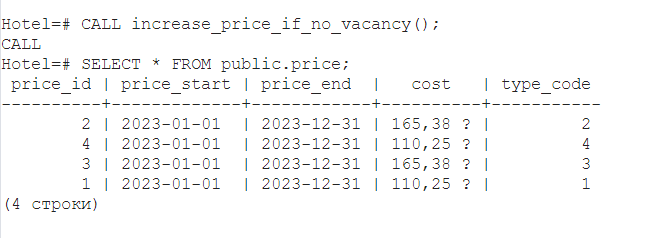 Hotel=# CALL increase_price_if_no_vacancy();
CALL
Hotel=# SELECT * FROM public.price;
 price_id | price_start | price_end  |   cost   | type_code
----------+-------------+------------+----------+-----------
        2 | 2023-01-01  | 2023-12-31 | 165,38 ? |         2
        4 | 2023-01-01  | 2023-12-31 | 110,25 ? |         4
        3 | 2023-01-01  | 2023-12-31 | 165,38 ? |         3
        1 | 2023-01-01  | 2023-12-31 | 110,25 ? |         1
(4 строки)